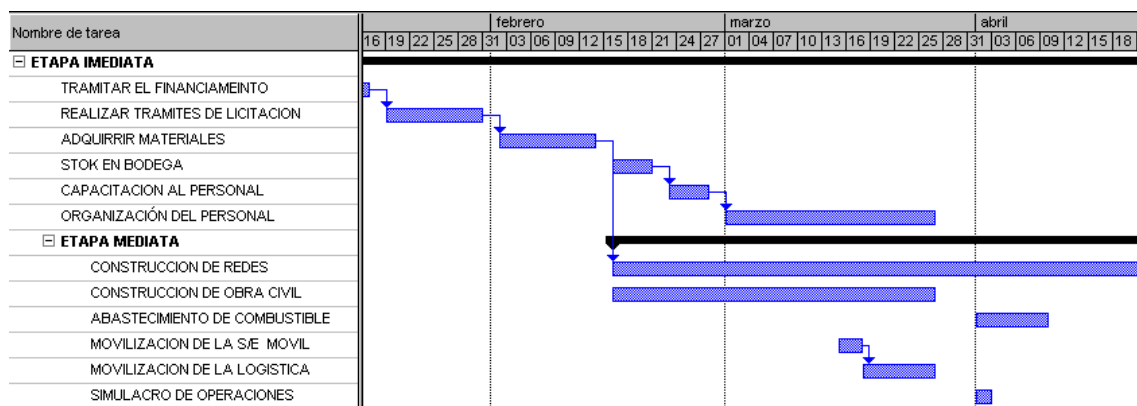 Nombre de tarea
febrero marzo abril
16 19 22 25 28 31 03 06 09 12 15 18 21 24 27 01 04 07 10 13 16 19 22 25 28 31 03 06 09 12 15 18
ETAPA IMEDIATA
TRAMITAR EL FINANCIAMEINTO
REALIZAR TRAMITES DE LICITACION
ADQUIRRIR MATERIALES
STOK EN BODEGA
CAPACITACION AL PERSONAL
ORGANIZACIÓN DEL PERSONAL
ETAPA MEDIATA
CONSTRUCCION DE REDES
CONSTRUCCION DE OBRA CIVIL
ABASTECIMIENTO DE COMBUSTIBLE
MOVILIZACION DE LA S/E MOVIL
MOVILIZACION DE LA LOGISTICA
SIMULACRO DE OPERACIONES